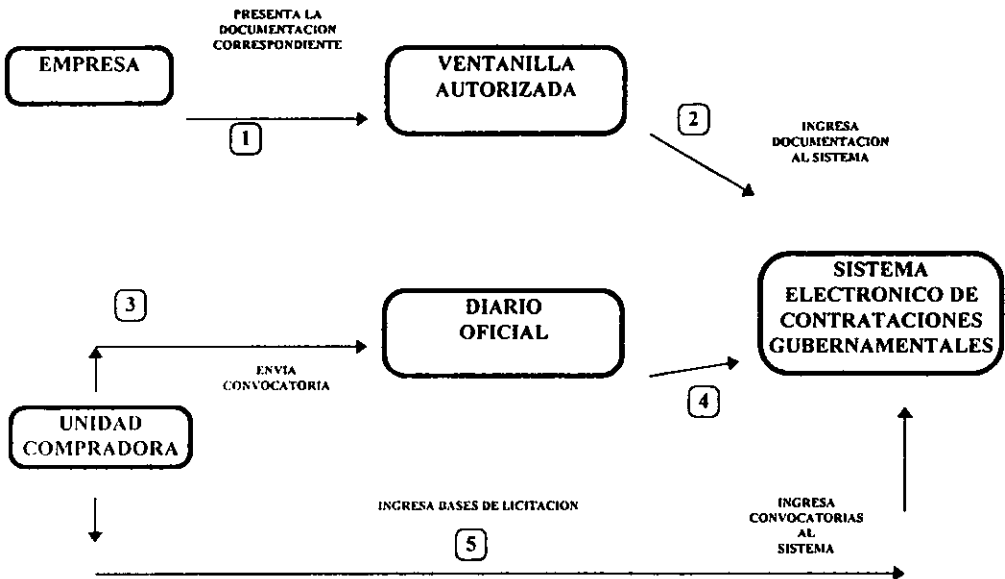 PRESENTA LA
DOCUMENTACION
CORRESPONDIENTE
EMPRESA
VENTANILLA
AUTORIZADA
1
2
INGRESA
DOCUMENTACION
AL SISTEMA
3
DIARIO
OFICIAL
SISTEMA
ELECTRONICO DE
CONTRATACIONES
GUBERNAMENTALES
ENVIA
CONVOCATORIA
4
UNIDAD
COMPRADORA
INGRESA BASES DE LICITACION
5
INGRESA
CONVOCATORIAS
AL
SISTEMA